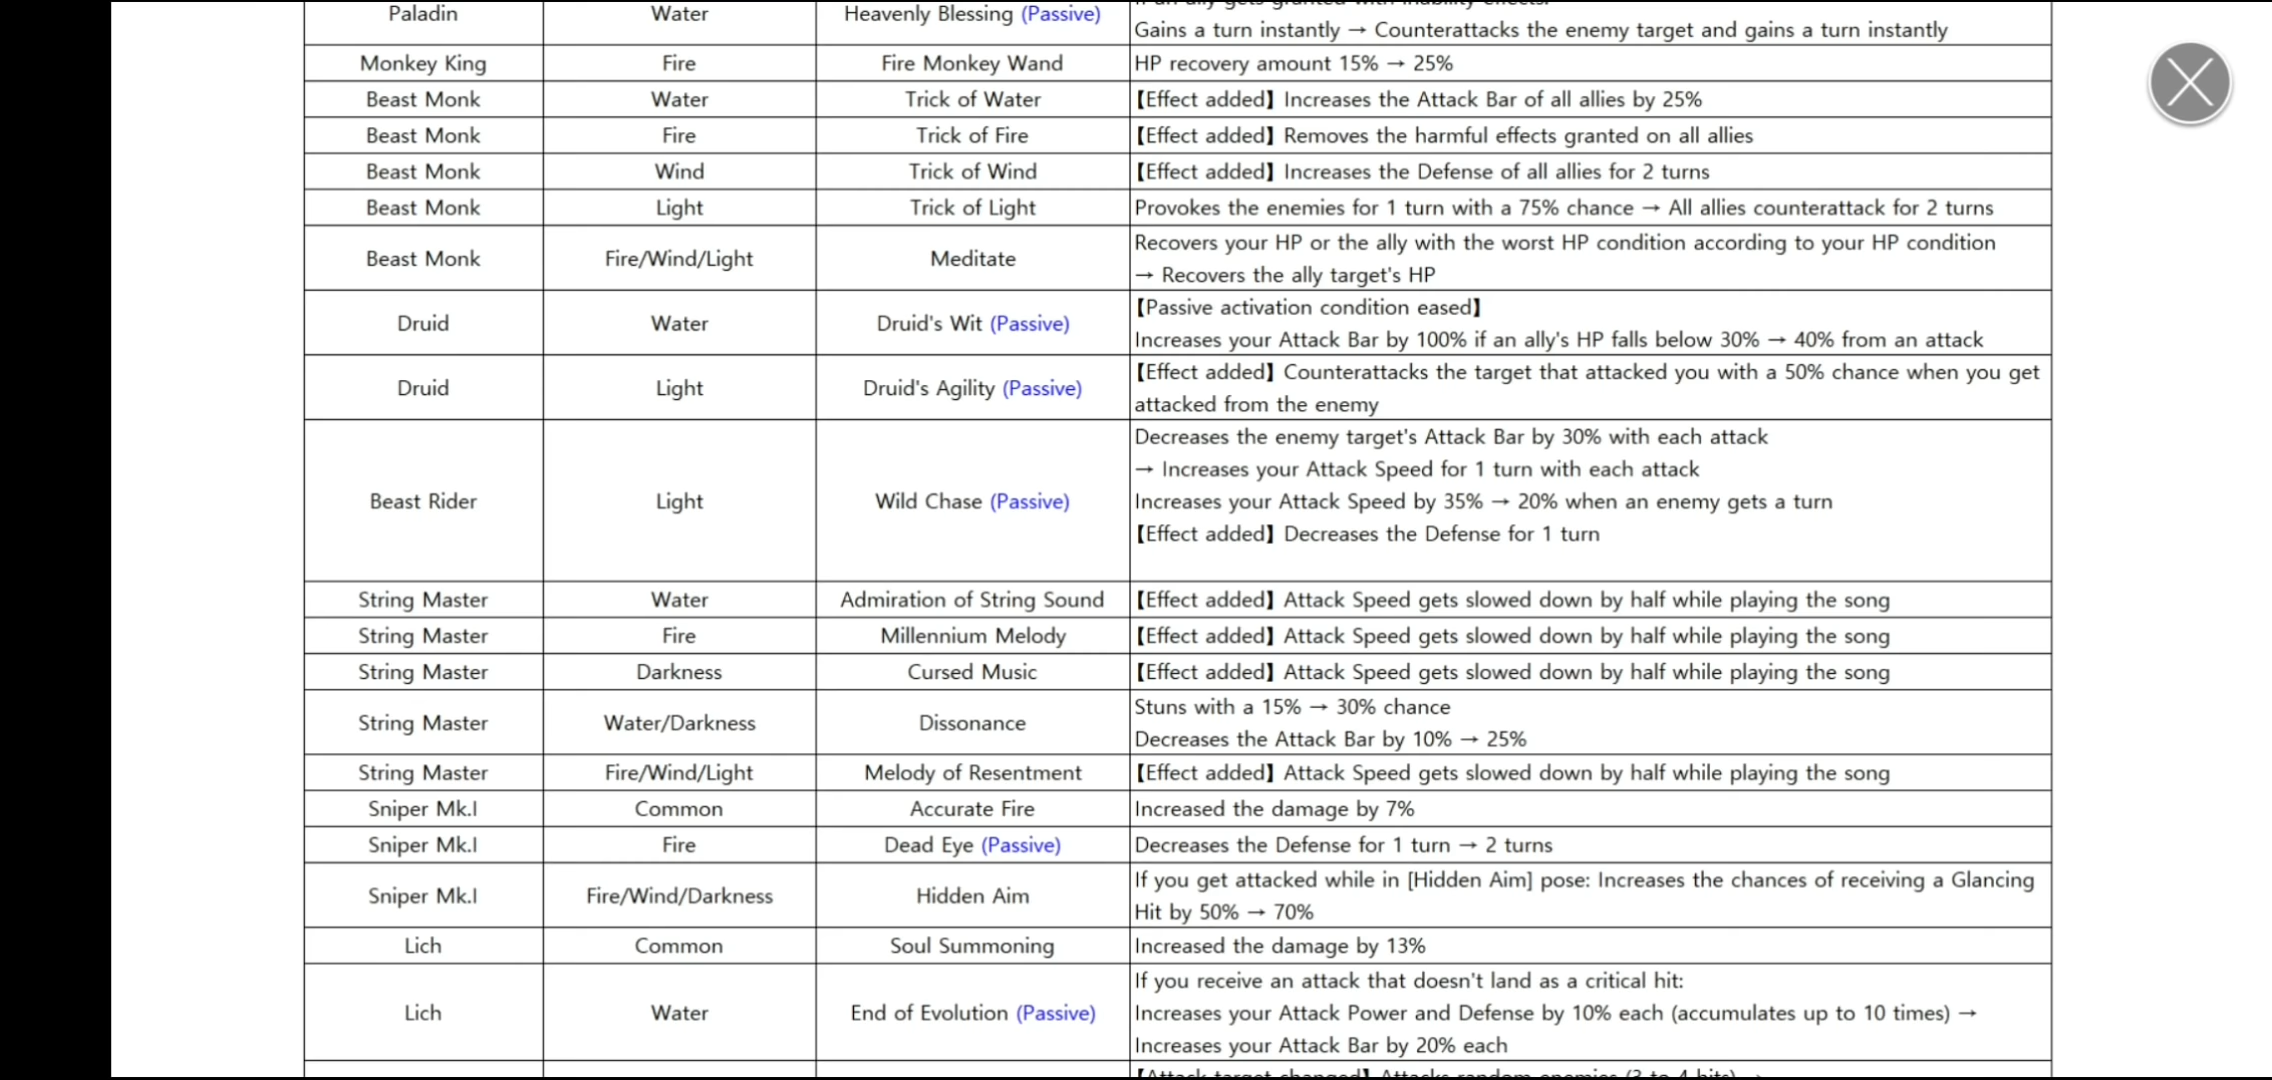 Paladin Water Heavenly Blessing (Passive)
Gains a turn instantly → Counterattacks the enemy target and gains a turn instantly
Monkey King Fire Fire Monkey Wand HP recovery amount 15% → 25%
Beast Monk Water Trick of Water 【Effect added】 Increases the Attack Bar of all allies by 25%
Beast Monk Fire Trick of Fire 【Effect added】 Removes the harmful effects granted on all allies
Beast Monk Wind Trick of Wind 【Effect added】 Increases the Defense of all allies for 2 turns
Beast Monk Light Trick of Light Provokes the enemies for 1 turn with a 75% chance → All allies counterattack for 2 turns
Beast Monk Fire/Wind/Light Meditate Recovers your HP or the ally with the worst HP condition according to your HP condition
→ Recovers the ally target's HP
Druid Water Druid's Wit (Passive) 【Passive activation condition eased】
Increases your Attack Bar by 100% if an ally's HP falls below 30% → 40% from an attack
Druid Light Druid's Agility (Passive) 【Effect added】 Counterattacks the target that attacked you with a 50% chance when you get
attacked from the enemy
Beast Rider Light Wild Chase (Passive) Decreases the enemy target's Attack Bar by 30% with each attack
→ Increases your Attack Speed for 1 turn with each attack
Increases your Attack Speed by 35% → 20% when an enemy gets a turn
【Effect added】 Decreases the Defense for 1 turn
String Master Water Admiration of String Sound 【Effect added】 Attack Speed gets slowed down by half while playing the song
String Master Fire Millennium Melody 【Effect added】 Attack Speed gets slowed down by half while playing the song
String Master Darkness Cursed Music 【Effect added】 Attack Speed gets slowed down by half while playing the song
String Master Water/Darkness Dissonance Stuns with a 15% → 30% chance
Decreases the Attack Bar by 10% → 25%
String Master Fire/Wind/Light Melody of Resentment 【Effect added】 Attack Speed gets slowed down by half while playing the song
Sniper Mk.I Common Accurate Fire Increased the damage by 7%
Sniper Mk.I Fire Dead Eye (Passive) Decreases the Defense for 1 turn → 2 turns
Sniper Mk.I Fire/Wind/Darkness Hidden Aim If you get attacked while in [Hidden Aim] pose: Increases the chances of receiving a Glancing
Hit by 50% → 70%
Lich Common Soul Summoning Increased the damage by 13%
Lich Water End of Evolution (Passive) If you receive an attack that doesn't land as a critical hit:
Increases your Attack Power and Defense by 10% each (accumulates up to 10 times) →
Increases your Attack Bar by 20% each